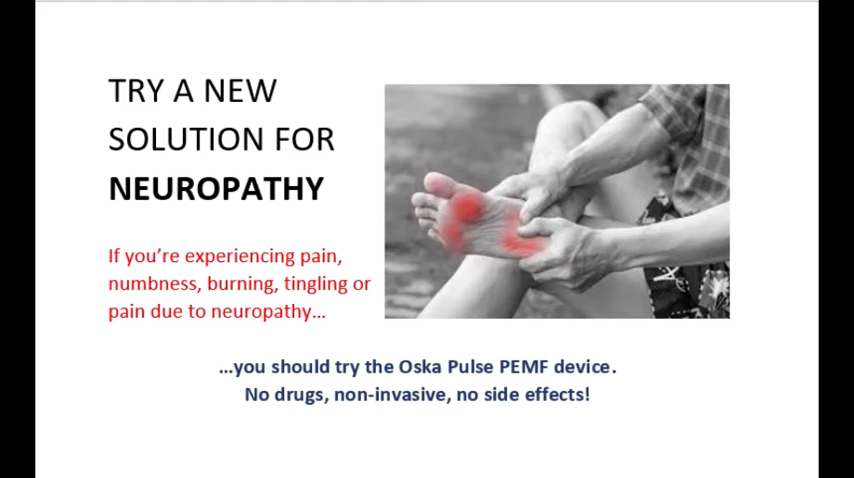 TRY A NEW
SOLUTION FOR
NEUROPATHY
If you're experiencing pain,
numbness, burning, tingling or
pain due to neuropathy…
…you should try the Oska Pulse PEMF device.
No drugs, non-invasive, no side effects!